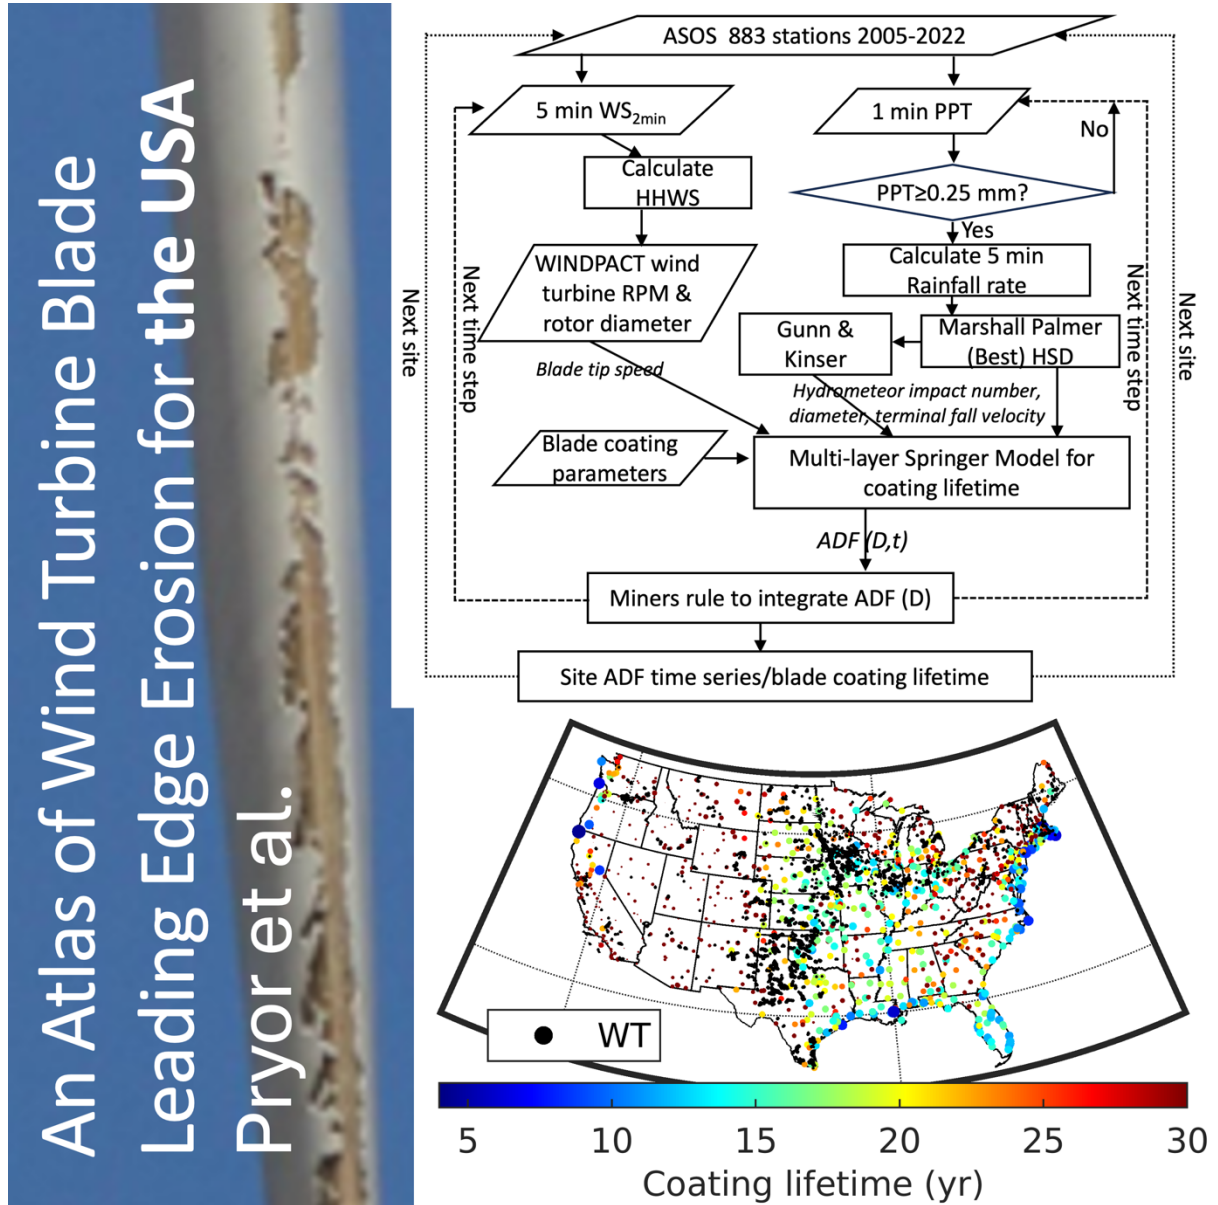 An Atlas of Wind Turbine Blade
Leading Edge Erosion for the USA
Pryor et al.
ASOS 883 stations 2005-2022
5 min WS2min
1 min PPT
No
Calculate
HHWS
PPT≥0.25 mm?
Yes
WINDPACT wind
turbine RPM &
rotor diameter
Calculate 5 min
Rainfall rate
Gunn &
Kinser
Marshall Palmer
(Best) HSD
Blade tip speed
Hydrometeor impact number,
diameter, terminal fall velocity
Blade coating
parameters
Multi-layer Springer Model for
coating lifetime
ADF (D,t)
Miners rule to integrate ADF (D)
Site ADF time series/blade coating lifetime
Next site
Next time step
Next time step
Next site
WT
5 10 15 20 25 30
Coating lifetime (yr)